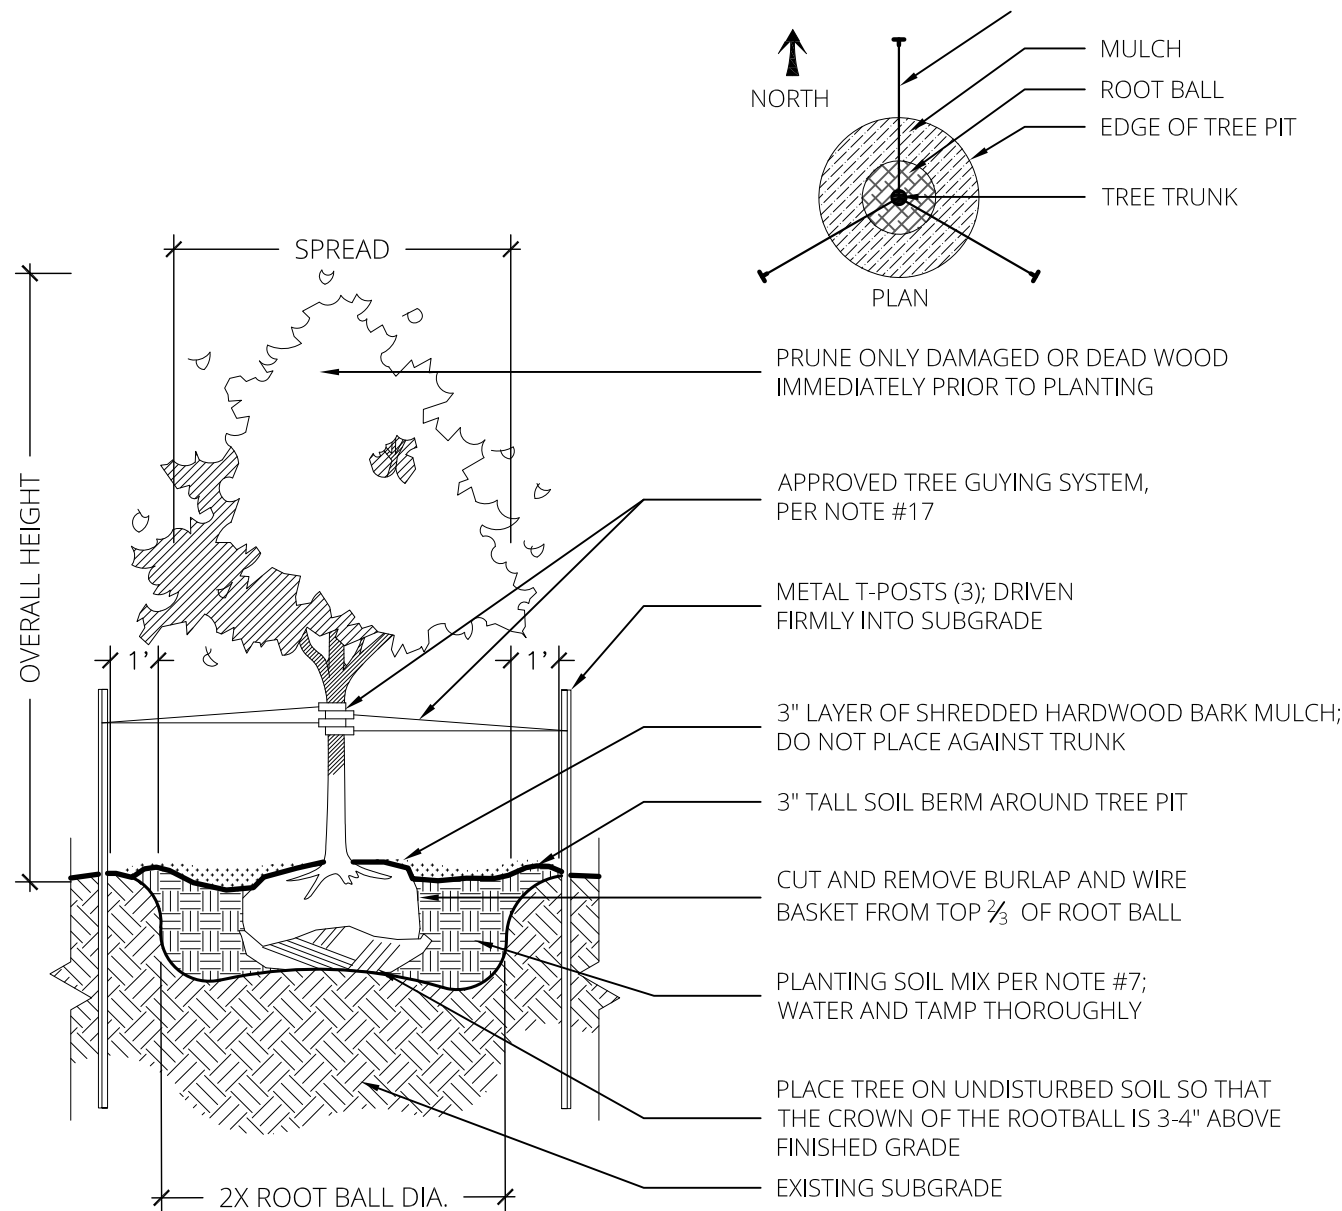 MULCH
ROOT BALL
NORTH
EDGE OF TREE PIT
TREE TRUNK
PLAN
SPREAD
OVERALL HEIGHT
PRUNE ONLY DAMAGED OR DEAD WOOD
IMMEDIATELY PRIOR TO PLANTING
APPROVED TREE GUYING SYSTEM,
PER NOTE #17
METAL T-POSTS (3); DRIVEN
FIRMLY INTO SUBGRADE
1'
1'
3" LAYER OF SHREDDED HARDWOOD BARK MULCH;
DO NOT PLACE AGAINST TRUNK
3" TALL SOIL BERM AROUND TREE PIT
CUT AND REMOVE BURLAP AND WIRE
BASKET FROM TOP 2/3 OF ROOT BALL
PLANTING SOIL MIX PER NOTE #7;
WATER AND TAMP THOROUGHLY
PLACE TREE ON UNDISTURBED SOIL SO THAT
THE CROWN OF THE ROOTBALL IS 3-4" ABOVE
FINISHED GRADE
EXISTING SUBGRADE
2X ROOT BALL DIA.